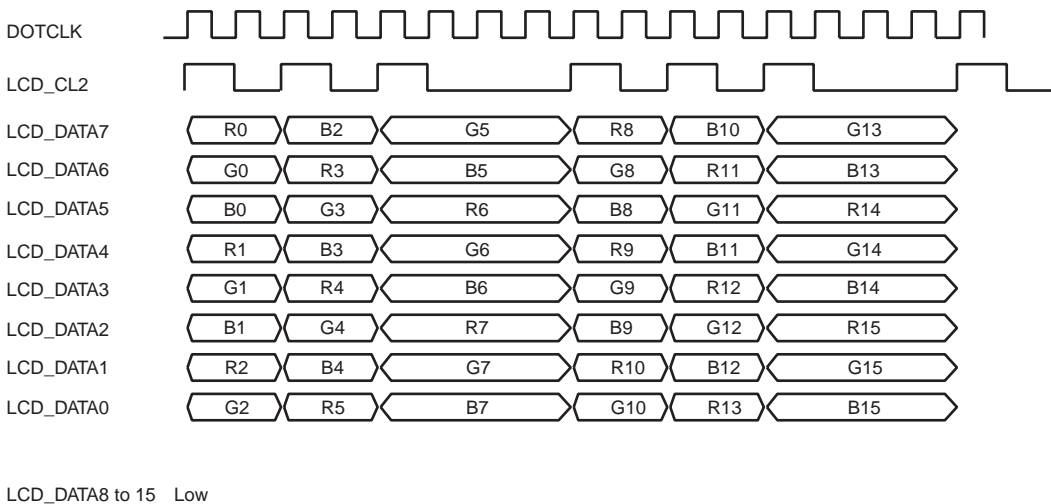 DOTCLK
LCD_CL2
LCD_DATA7 R0 B2 G5 R8 B10 G13
LCD_DATA6 G0 R3 B5 G8 R11 B13
LCD_DATA5 B0 G3 R6 B8 G11 R14
LCD_DATA4 R1 B3 G6 R9 B11 G14
LCD_DATA3 G1 R4 B6 G9 R12 B14
LCD_DATA2 B1 G4 R7 B9 G12 R15
LCD_DATA1 R2 B4 G7 R10 B12 G15
LCD_DATA0 G2 R5 B7 G10 R13 B15
LCD_DATA8 to 15 Low